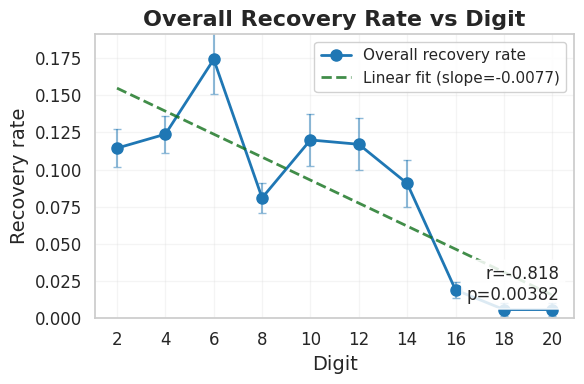 Overall Recovery Rate vs Digit
Overall recovery rate
Linear fit (slope=-0.0077)
0.175
0.150
0.125
0.100
0.075
0.050
0.025
0.000
Recovery rate
r=-0.818
p=0.00382
2 4 6 8 10 12 14 16 18 20
Digit